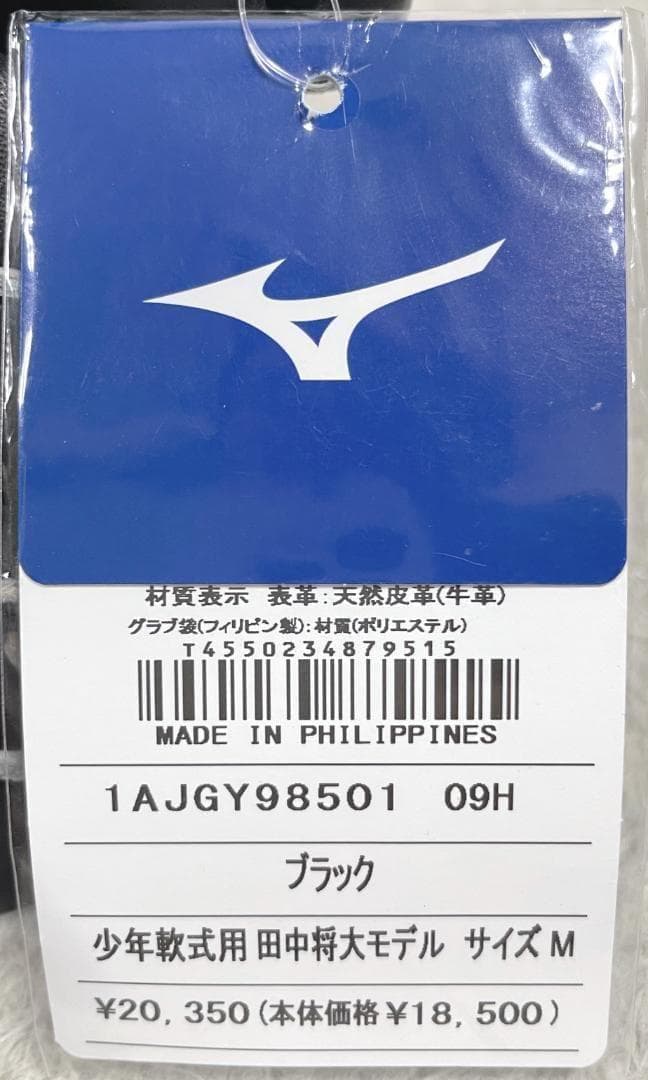 材質表示 表革:天然皮革(牛革)
グラブ袋(フィリピン製):材質(ポリエステル)
T4550234879515
MADE IN PHILIPPINES
1AJGY98501 09H
ブラック
少年軟式用 田中将大モデル サイズ M
¥20,350(本体価格¥18,500)